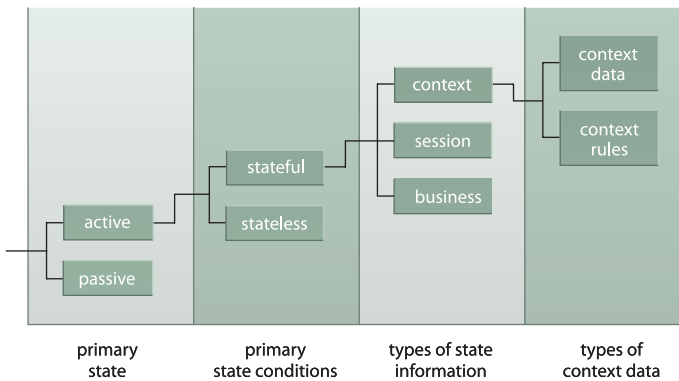 active
passive
stateful
stateless
context
session
business
context
data
context
rules
primary
state
primary
state conditions
types of state
information
types of
context data